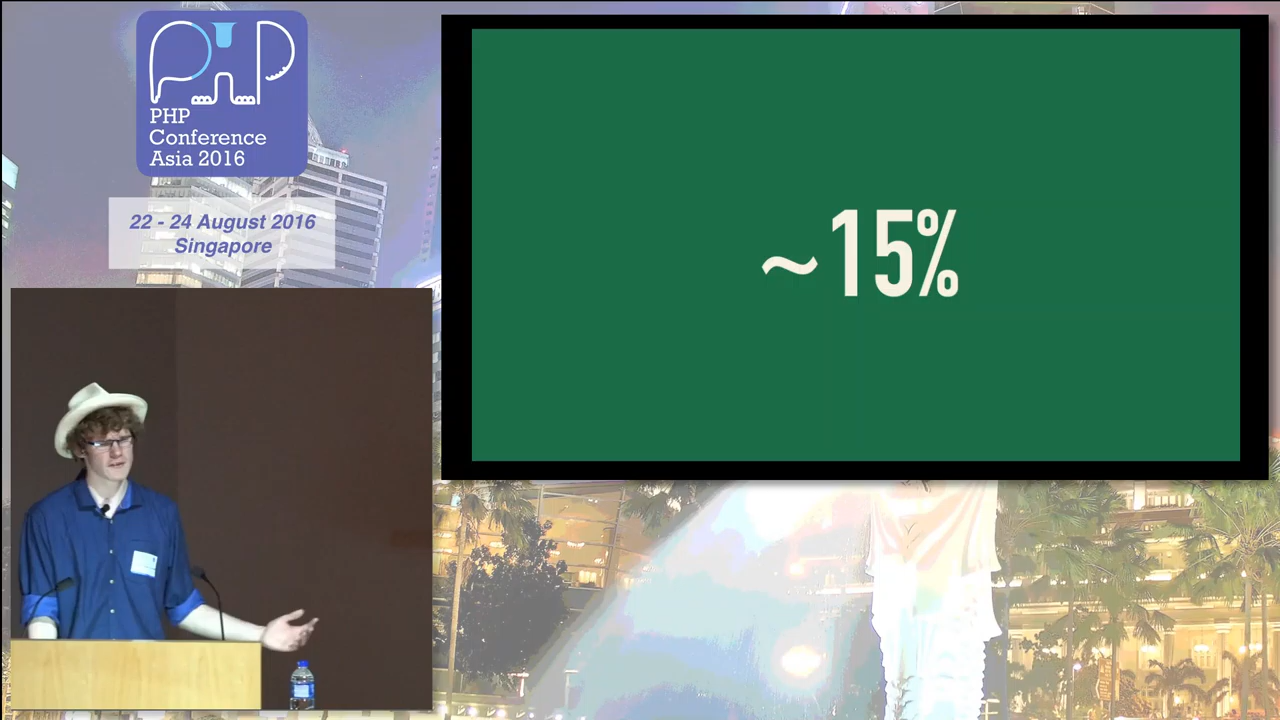 PHP
PHP
Conference
Asia 2016
22 - 24 August 2016
Singapore
~15%